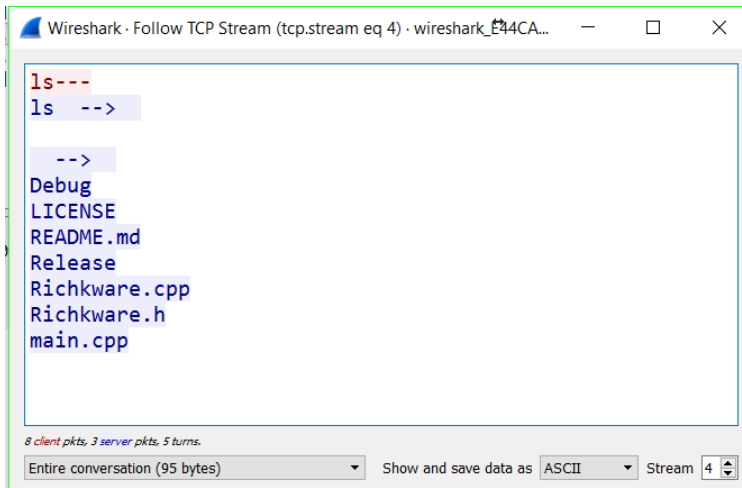 Wireshark · Follow TCP Stream (tcp.stream eq 4) · wireshark_E44CA...
ls---
ls -->
-->
Debug
LICENSE
README.md
Release
Richkware.cpp
Richkware.h
main.cpp
8 client pkts, 3 server pkts, 5 turns.
Entire conversation (95 bytes) Show and save data as ASCII Stream 4